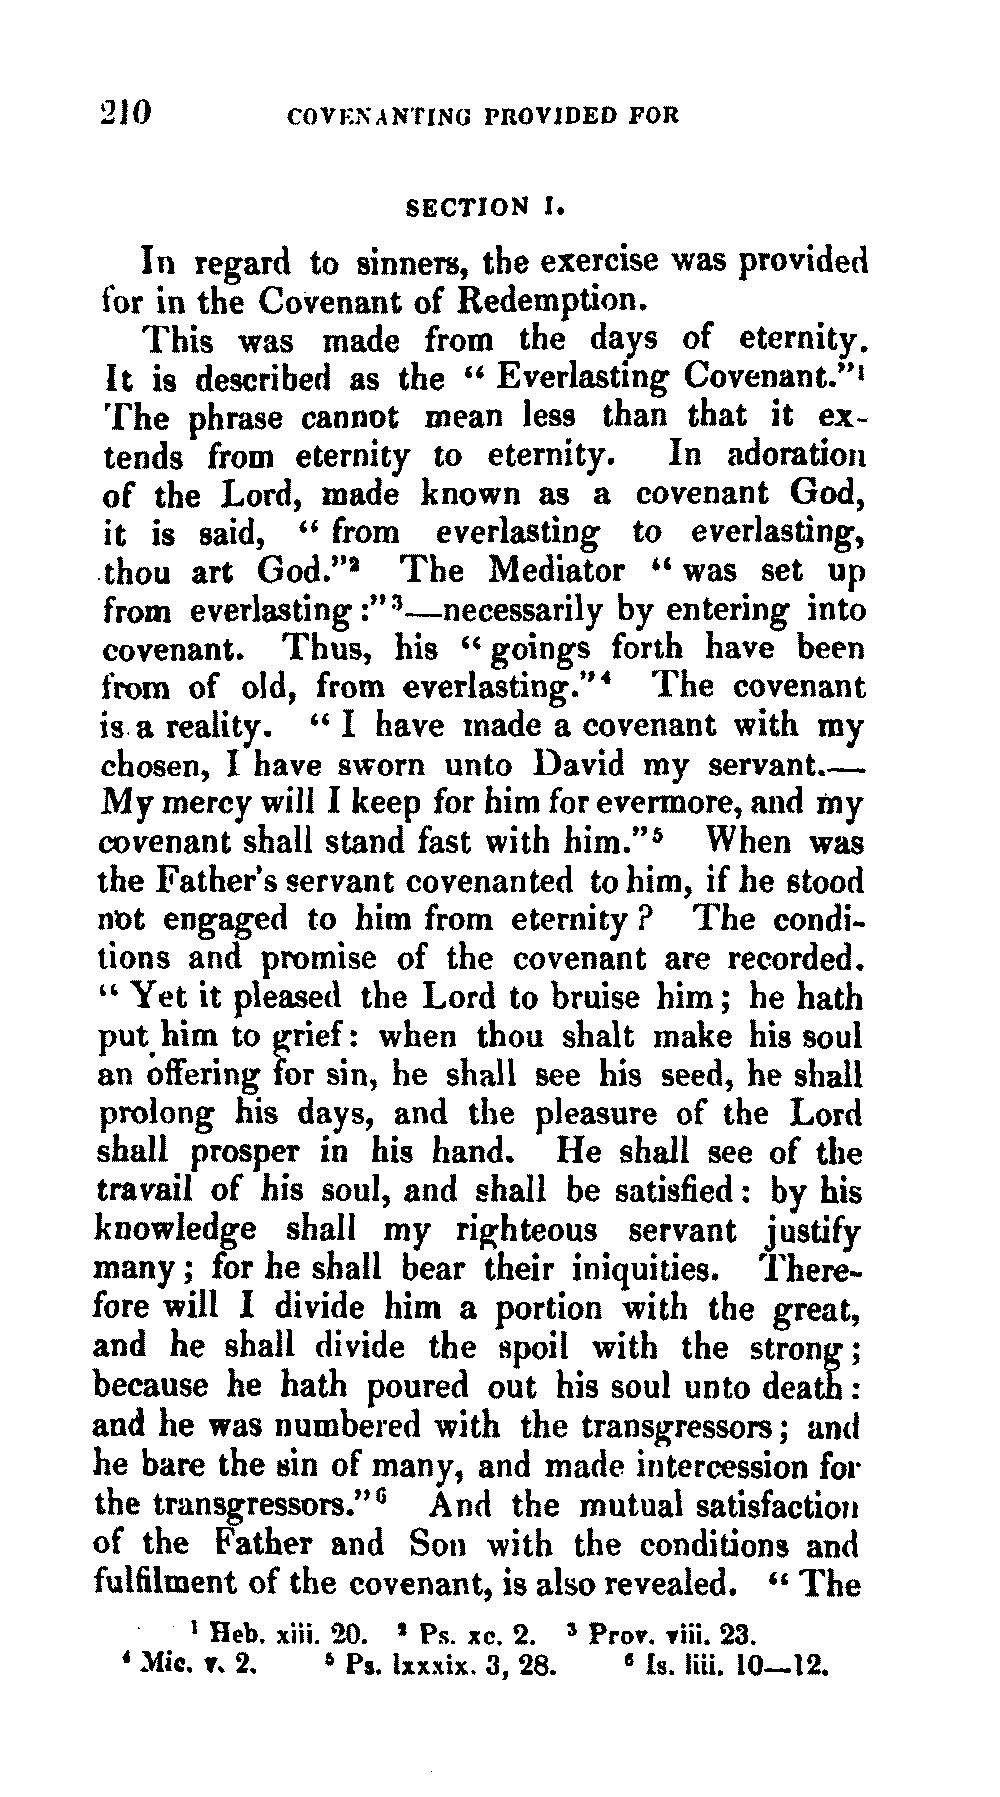 210 COVENANTING PROVIDED FOR
SECTION I.
In regard to sinners, the exercise was provided
for in the Covenant of Redemption.
This was made from the days of eternity.
It is described as the “ Everlasting Covenant.”¹
The phrase cannot mean less than that it ex-
tends from eternity to eternity. In adoration
of the Lord, made known as a covenant God,
it is said, “ from everlasting to everlasting,
thou art God.”² The Mediator “ was set up
from everlasting :”³—necessarily by entering into
covenant. Thus, his “ goings forth have been
from of old, from everlasting.”⁴ The covenant
is a reality. “ I have made a covenant with my
chosen, I have sworn unto David my servant.—
My mercy will I keep for him for evermore, and my
covenant shall stand fast with him.”⁵ When was
the Father’s servant covenanted to him, if he stood
not engaged to him from eternity ? The condi-
tions and promise of the covenant are recorded.
“ Yet it pleased the Lord to bruise him ; he hath
put him to grief : when thou shalt make his soul
an offering for sin, he shall see his seed, he shall
prolong his days, and the pleasure of the Lord
shall prosper in his hand. He shall see of the
travail of his soul, and shall be satisfied : by his
knowledge shall my righteous servant justify
many ; for he shall bear their iniquities. There-
fore will I divide him a portion with the great,
and he shall divide the spoil with the strong ;
because he hath poured out his soul unto death :
and he was numbered with the transgressors ; and
he bare the sin of many, and made intercession for
the transgressors.”⁶ And the mutual satisfaction
of the Father and Son with the conditions and
fulfilment of the covenant, is also revealed. “ The
¹ Heb. xiii. 20. ² Ps. xc. 2. ³ Prov. viii. 23.
⁴ Mic. v. 2. ⁵ Ps. lxxxix. 3, 28. ⁶ Is. liii. 10—12.